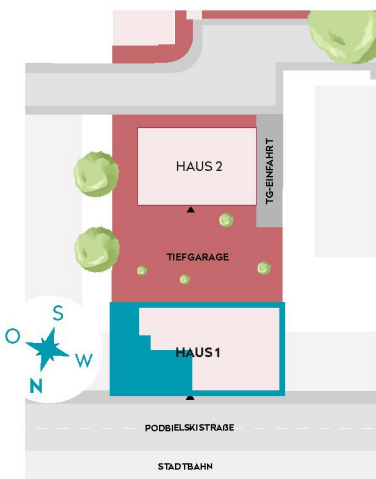 HAUS 2
TG-EINFAHRT
TIEFGARAGE
S
O
W
N
HAUS 1
PODBIELSKISTRAẞE
STADTBAHN